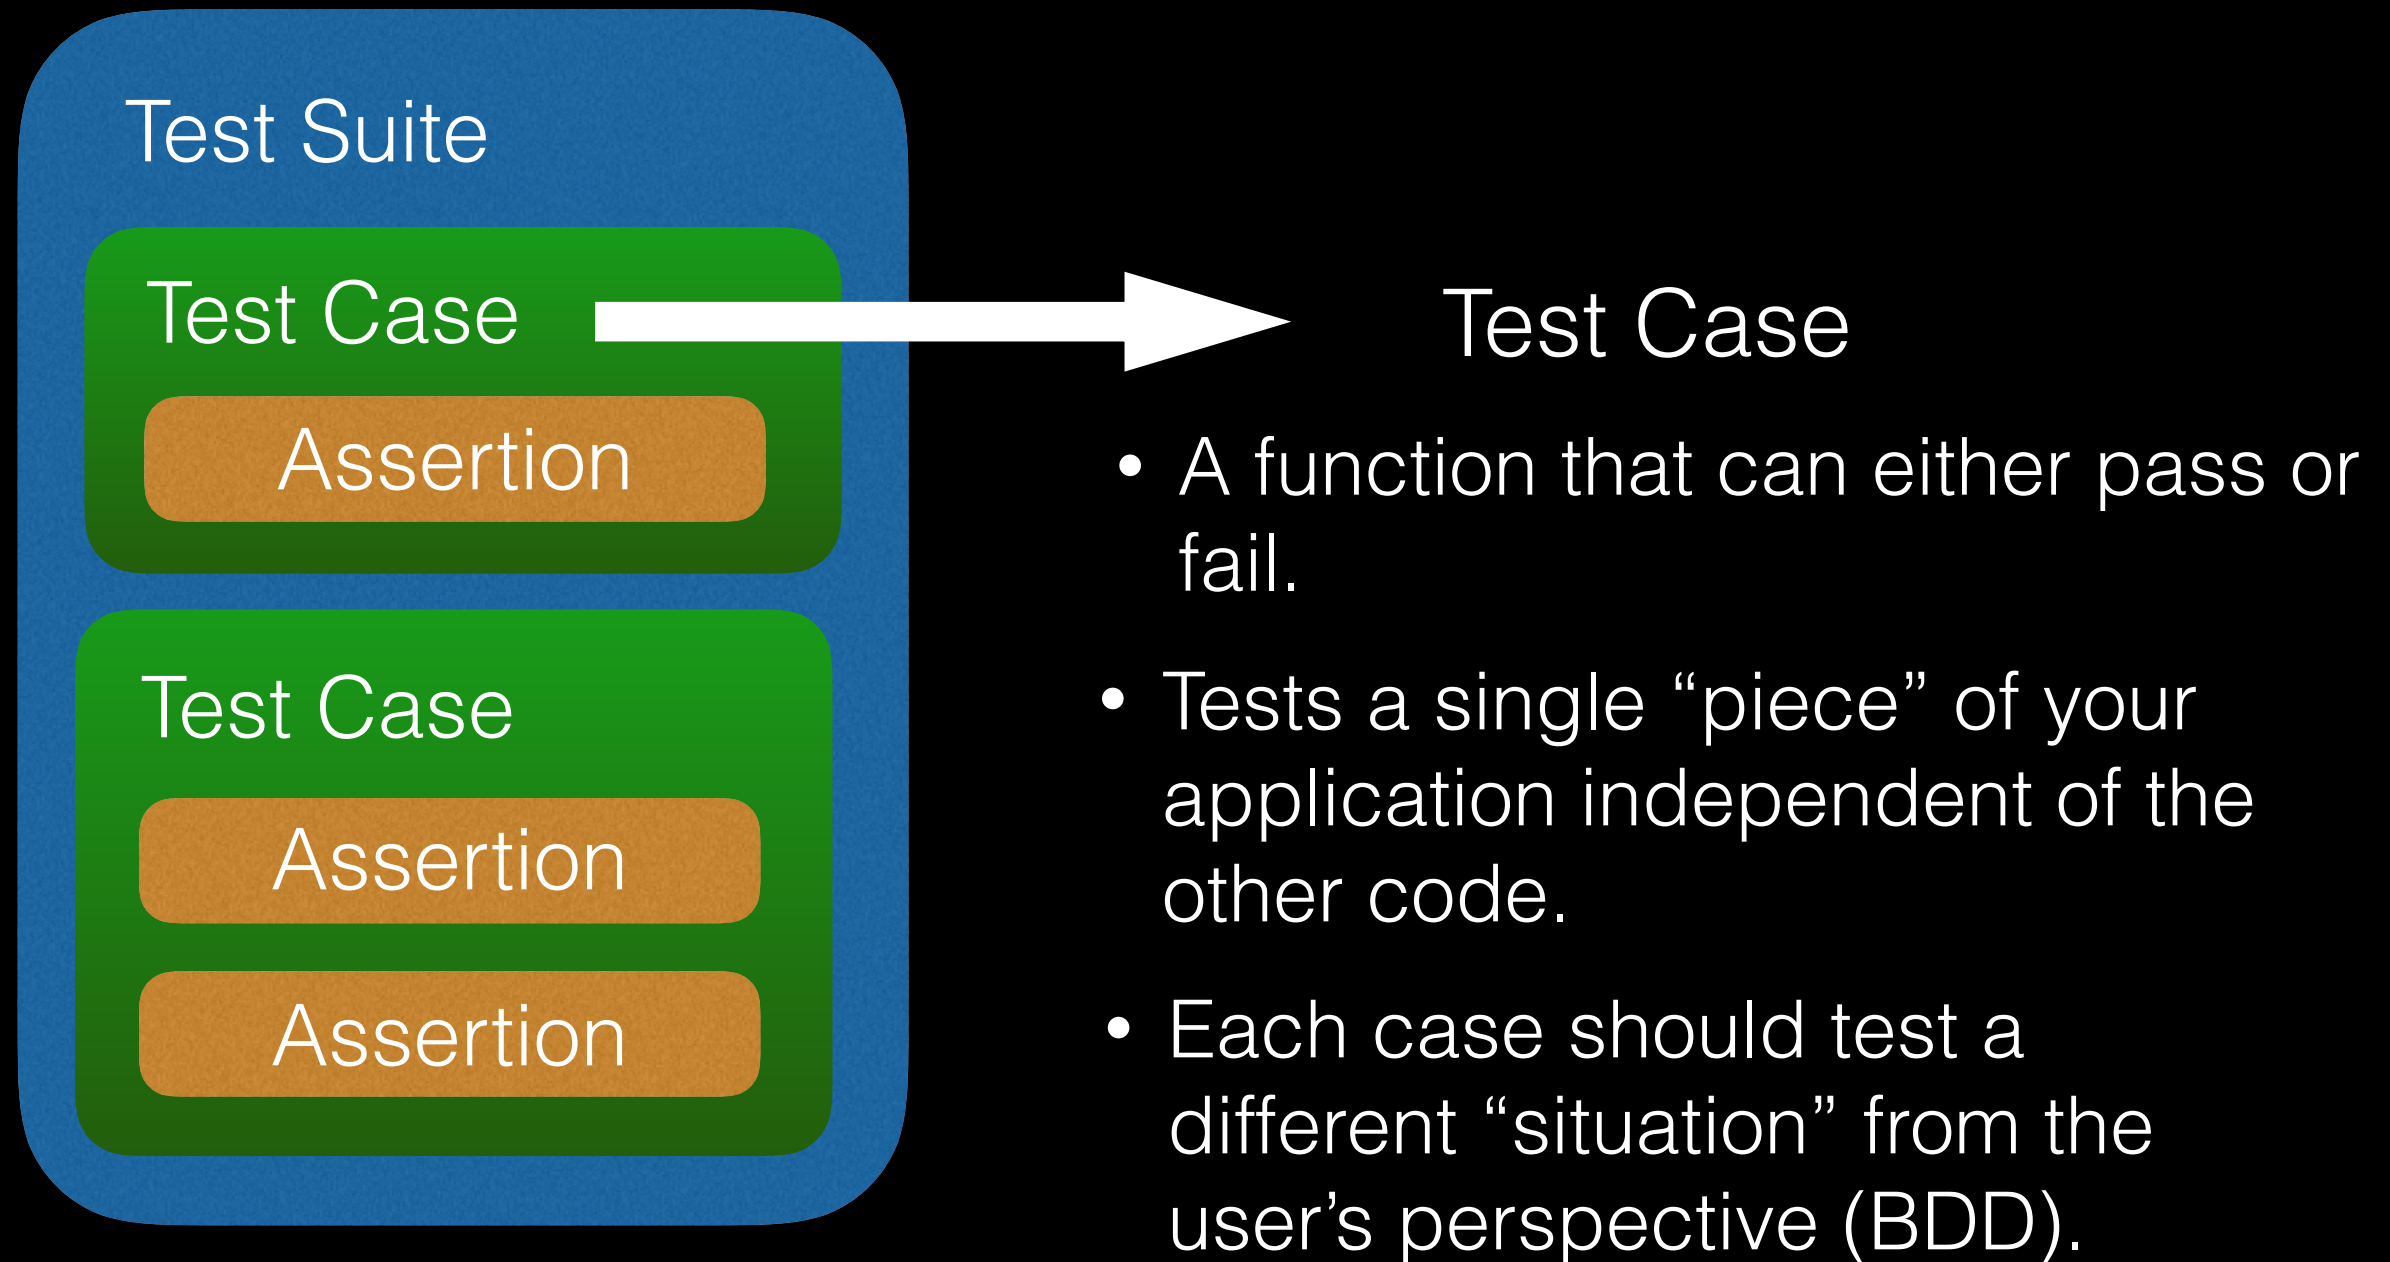 Test Suite
Test Case
Assertion
Test Case
Assertion
Assertion
Test Case
• A function that can either pass or
fail.
• Tests a single “piece” of your
application independent of the
other code.
• Each case should test a
different “situation” from the
user’s perspective (BDD).